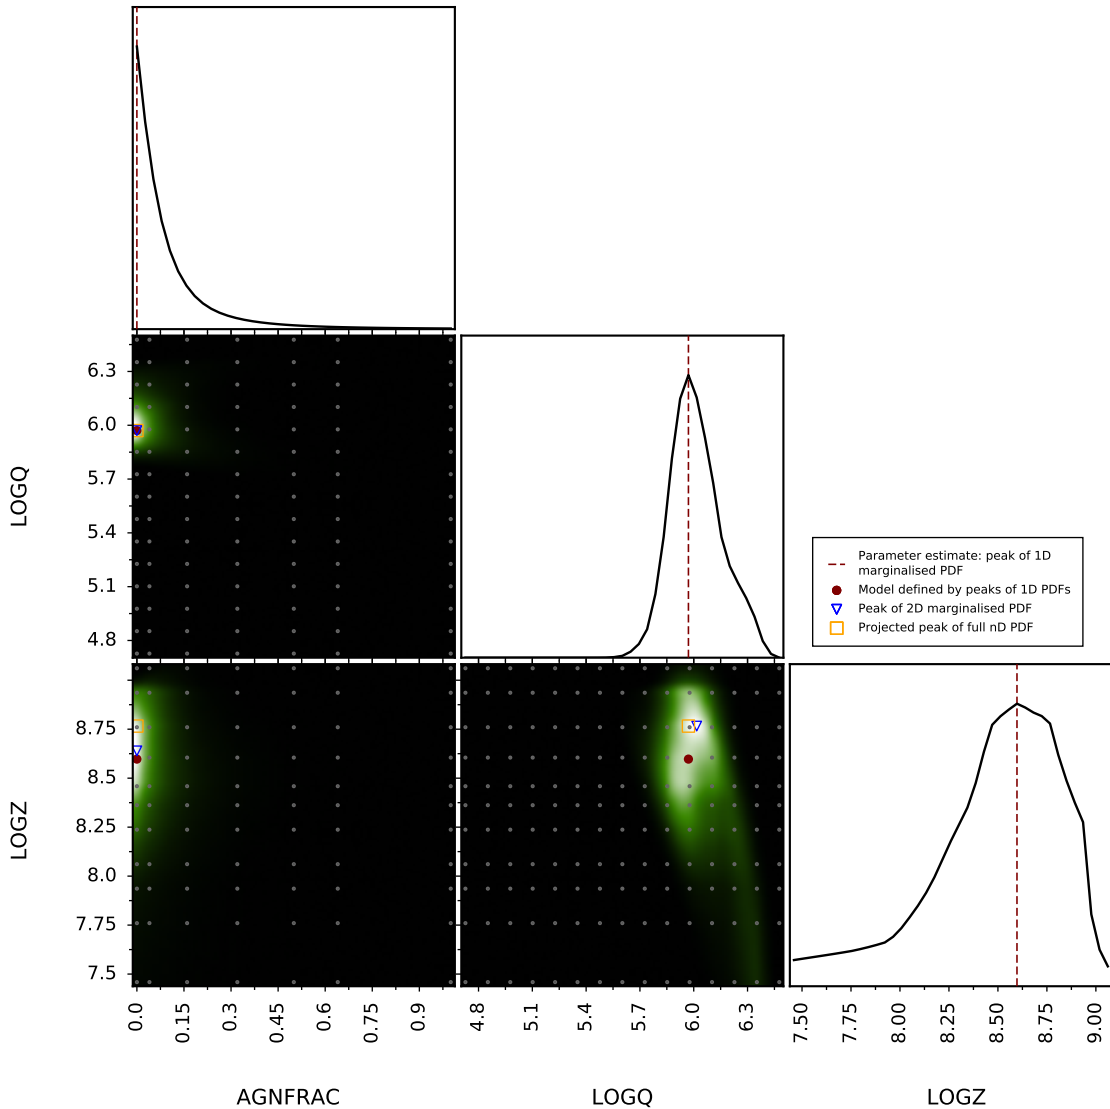 6.3
6.0
5.7
5.4
5.1
4.8
LOGQ
Parameter estimate: peak of 1D
marginalised PDF
Model defined by peaks of 1D PDFs
Peak of 2D marginalised PDF
Projected peak of full nD PDF
8.75
8.5
8.25
8.0
7.75
7.5
LOGZ
0.0 0.15 0.3 0.45 0.6 0.75 0.9
4.8 5.1 5.4 5.7 6.0 6.3
7.50 7.75 8.00 8.25 8.50 8.75 9.00
AGNFRAC
LOGQ
LOGZ